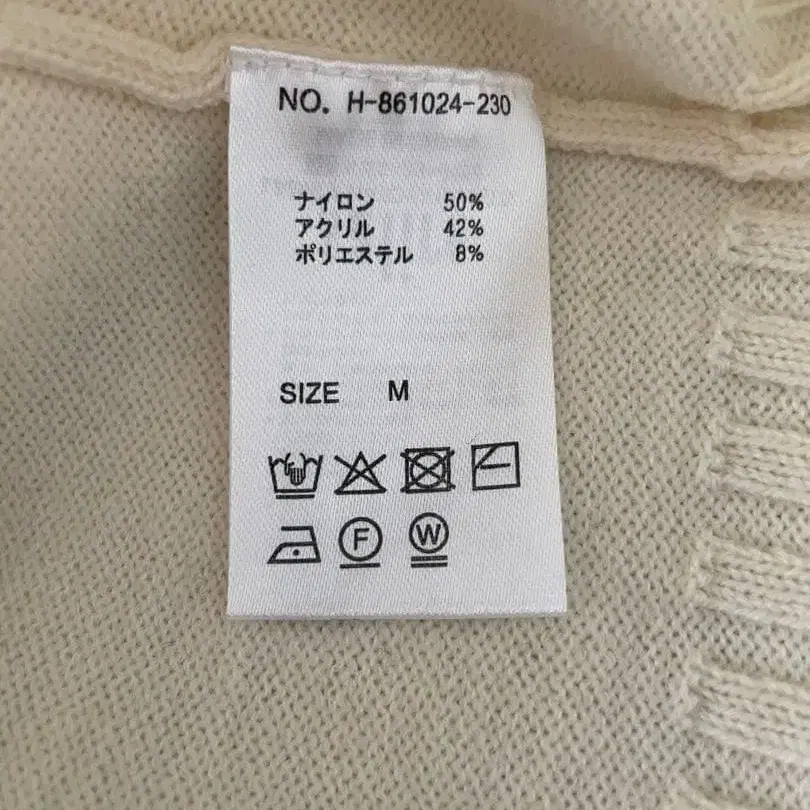 NO. H-861024-230
ナイロン 50%
アクリル 42%
ポリエステル 8%
SIZE M
F W